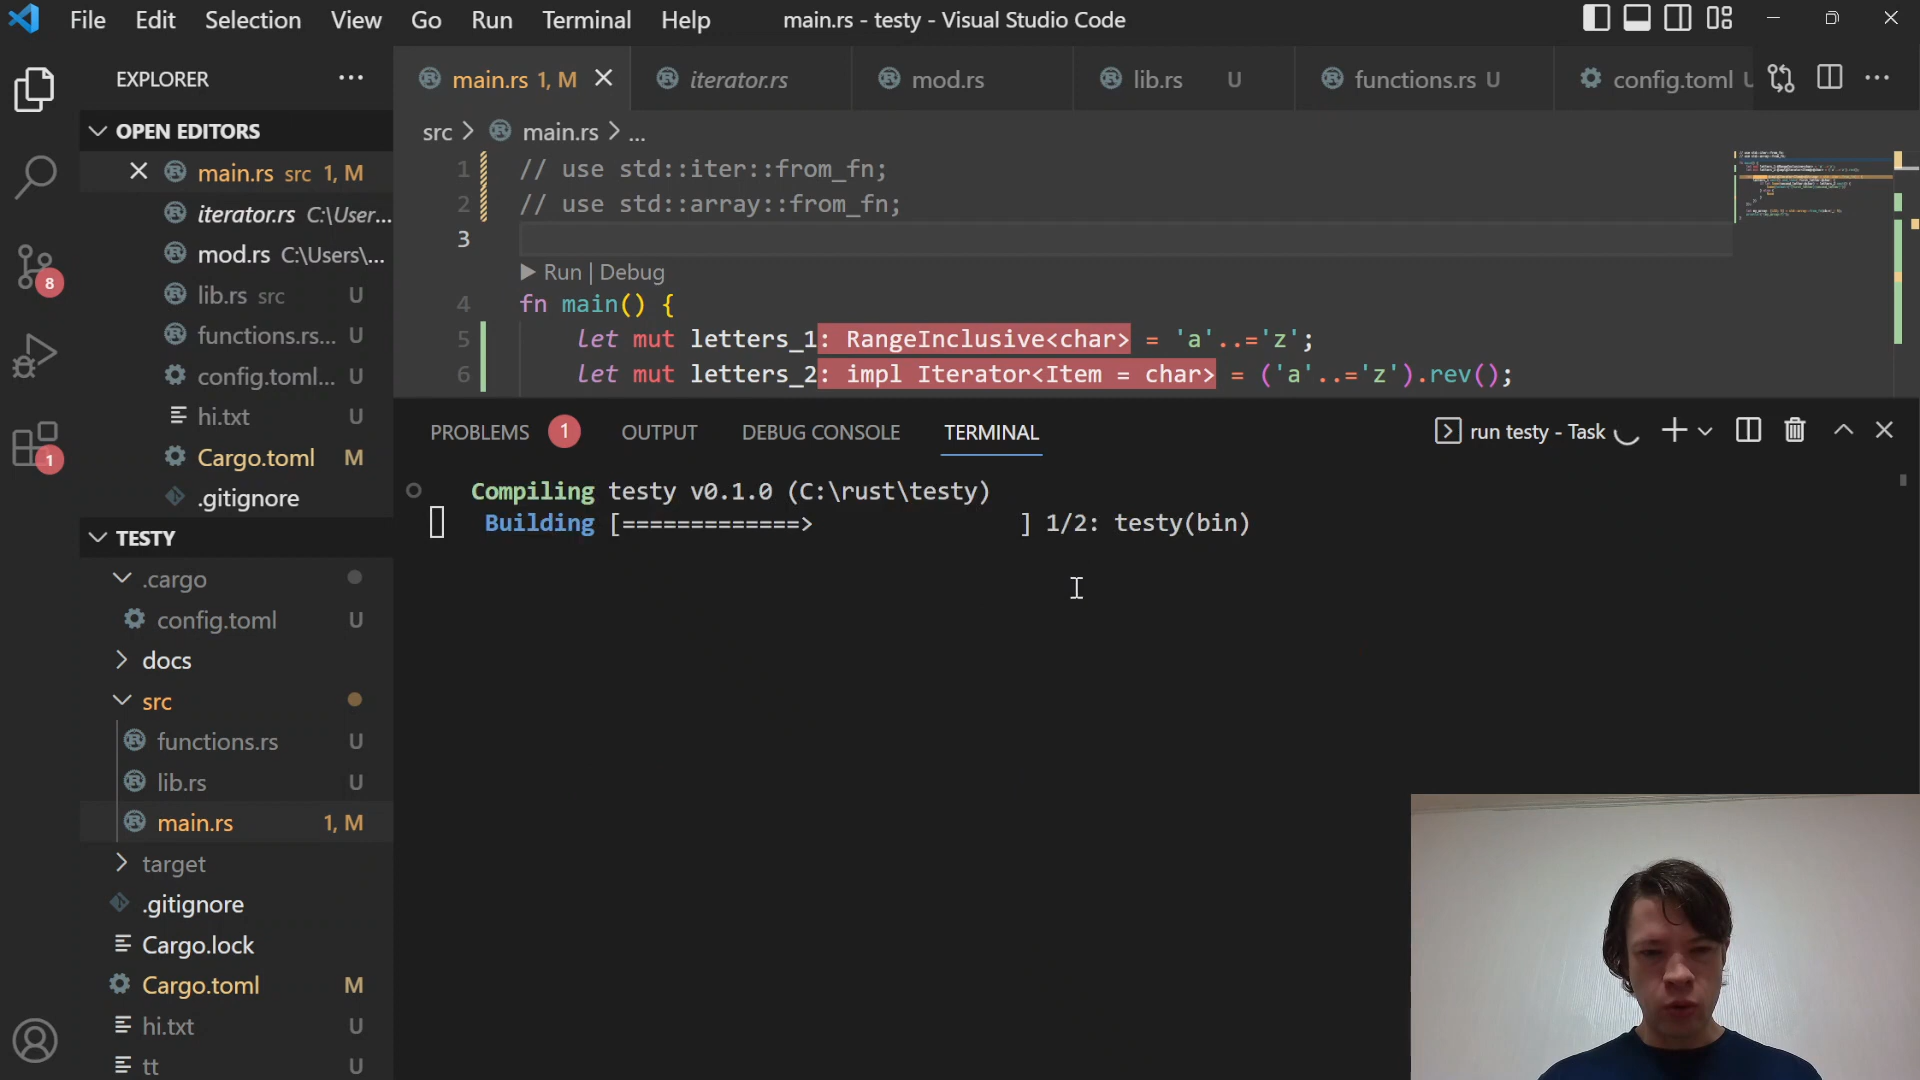 File Edit Selection View Go Run Terminal Help main.rs - testy - Visual Studio Code
EXPLORER
main.rs 1, M
iterator.rs
mod.rs
lib.rs U
functions.rs U
config.toml U
OPEN EDITORS
main.rs src 1, M
iterator.rs C:\User...
mod.rs C:\Users\...
lib.rs src U
functions.rs... U
config.toml... U
hi.txt U
Cargo.toml M
.gitignore
TESTY
.cargo
config.toml U
docs
src
functions.rs U
lib.rs U
main.rs 1, M
target
.gitignore
Cargo.lock
Cargo.toml M
hi.txt U
tt U
8
1
src > main.rs > ...
1 // use std::iter::from_fn;
2 // use std::array::from_fn;
3
Run | Debug
4 fn main() {
5 let mut letters_1: RangeInclusive<char> = 'a'..='z';
6 let mut letters_2: impl Iterator<Item = char> = ('a'..='z').rev();
PROBLEMS 1 OUTPUT DEBUG CONSOLE TERMINAL
run testy - Task
Compiling testy v0.1.0 (C:\rust\testy)
Building [=============> ] 1/2: testy(bin)